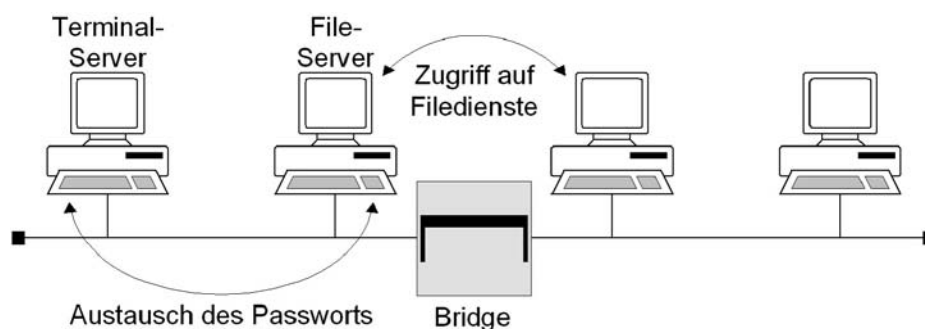 Terminal-
Server
File-
Server
Zugriff auf
Filedienste
Austausch des Passworts
Bridge